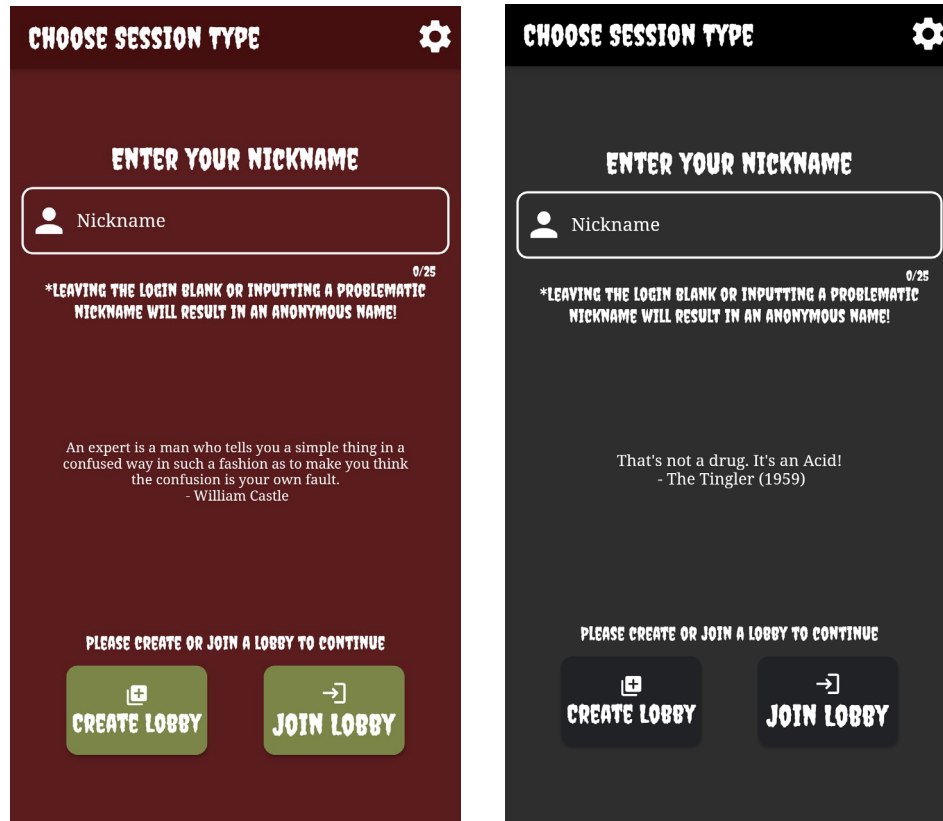 CHOOSE SESSION TYPE
ENTER YOUR NICKNAME
Nickname
0/25
*LEAVING THE LOGIN BLANK OR INPUTTING A PROBLEMATIC
NICKNAME WILL RESULT IN AN ANONYMOUS NAME!
An expert is a man who tells you a simple thing in a
confused way in such a fashion as to make you think
the confusion is your own fault.
- William Castle
PLEASE CREATE OR JOIN A LOBBY TO CONTINUE
CREATE LOBBY
JOIN LOBBY
CHOOSE SESSION TYPE
ENTER YOUR NICKNAME
Nickname
0/25
*LEAVING THE LOGIN BLANK OR INPUTTING A PROBLEMATIC
NICKNAME WILL RESULT IN AN ANONYMOUS NAME!
That's not a drug. It's an Acid!
- The Tingler (1959)
PLEASE CREATE OR JOIN A LOBBY TO CONTINUE
CREATE LOBBY
JOIN LOBBY